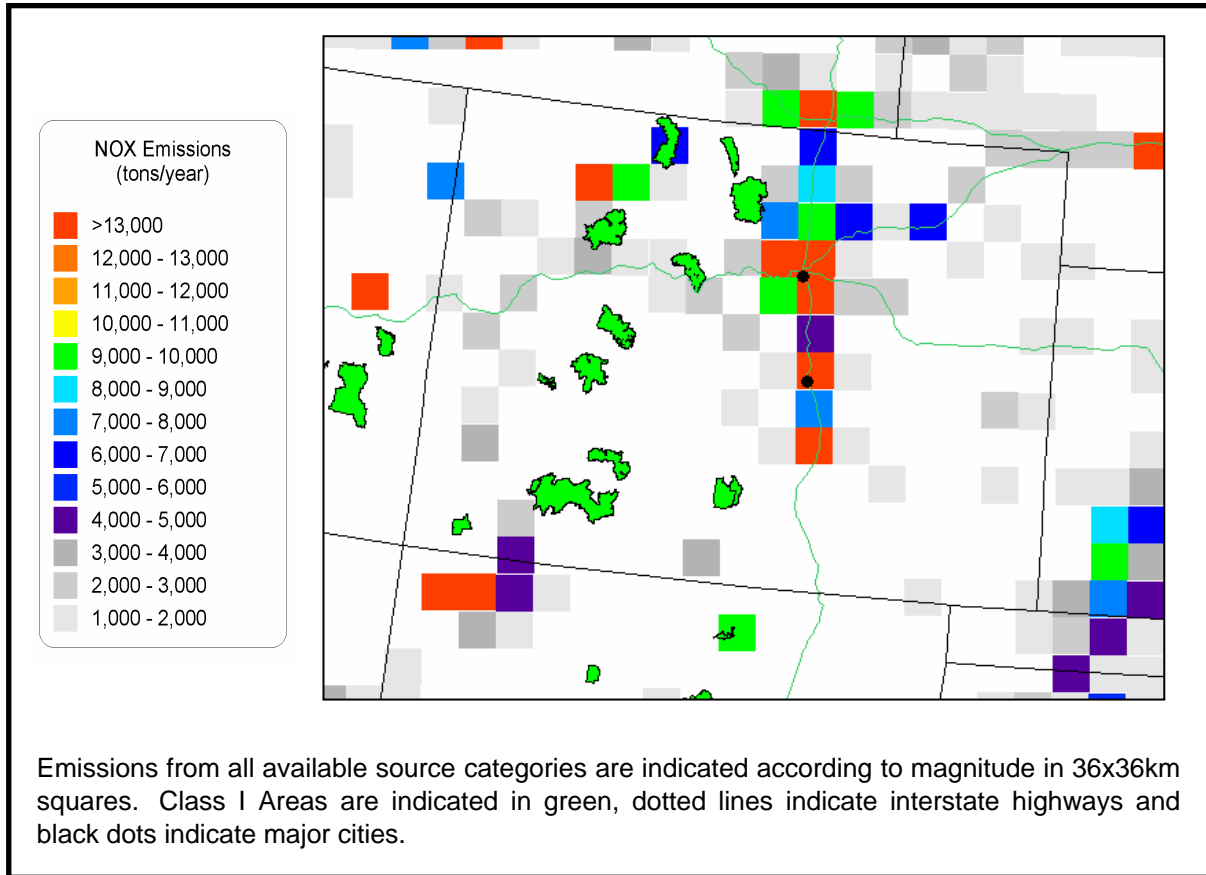 NOX Emissions
(tons/year)
>13,000
12,000 - 13,000
11,000 - 12,000
10,000 - 11,000
9,000 - 10,000
8,000 - 9,000
7,000 - 8,000
6,000 - 7,000
5,000 - 6,000
4,000 - 5,000
3,000 - 4,000
2,000 - 3,000
1,000 - 2,000
Emissions from all available source categories are indicated according to magnitude in 36x36km
squares. Class I Areas are indicated in green, dotted lines indicate interstate highways and
black dots indicate major cities.